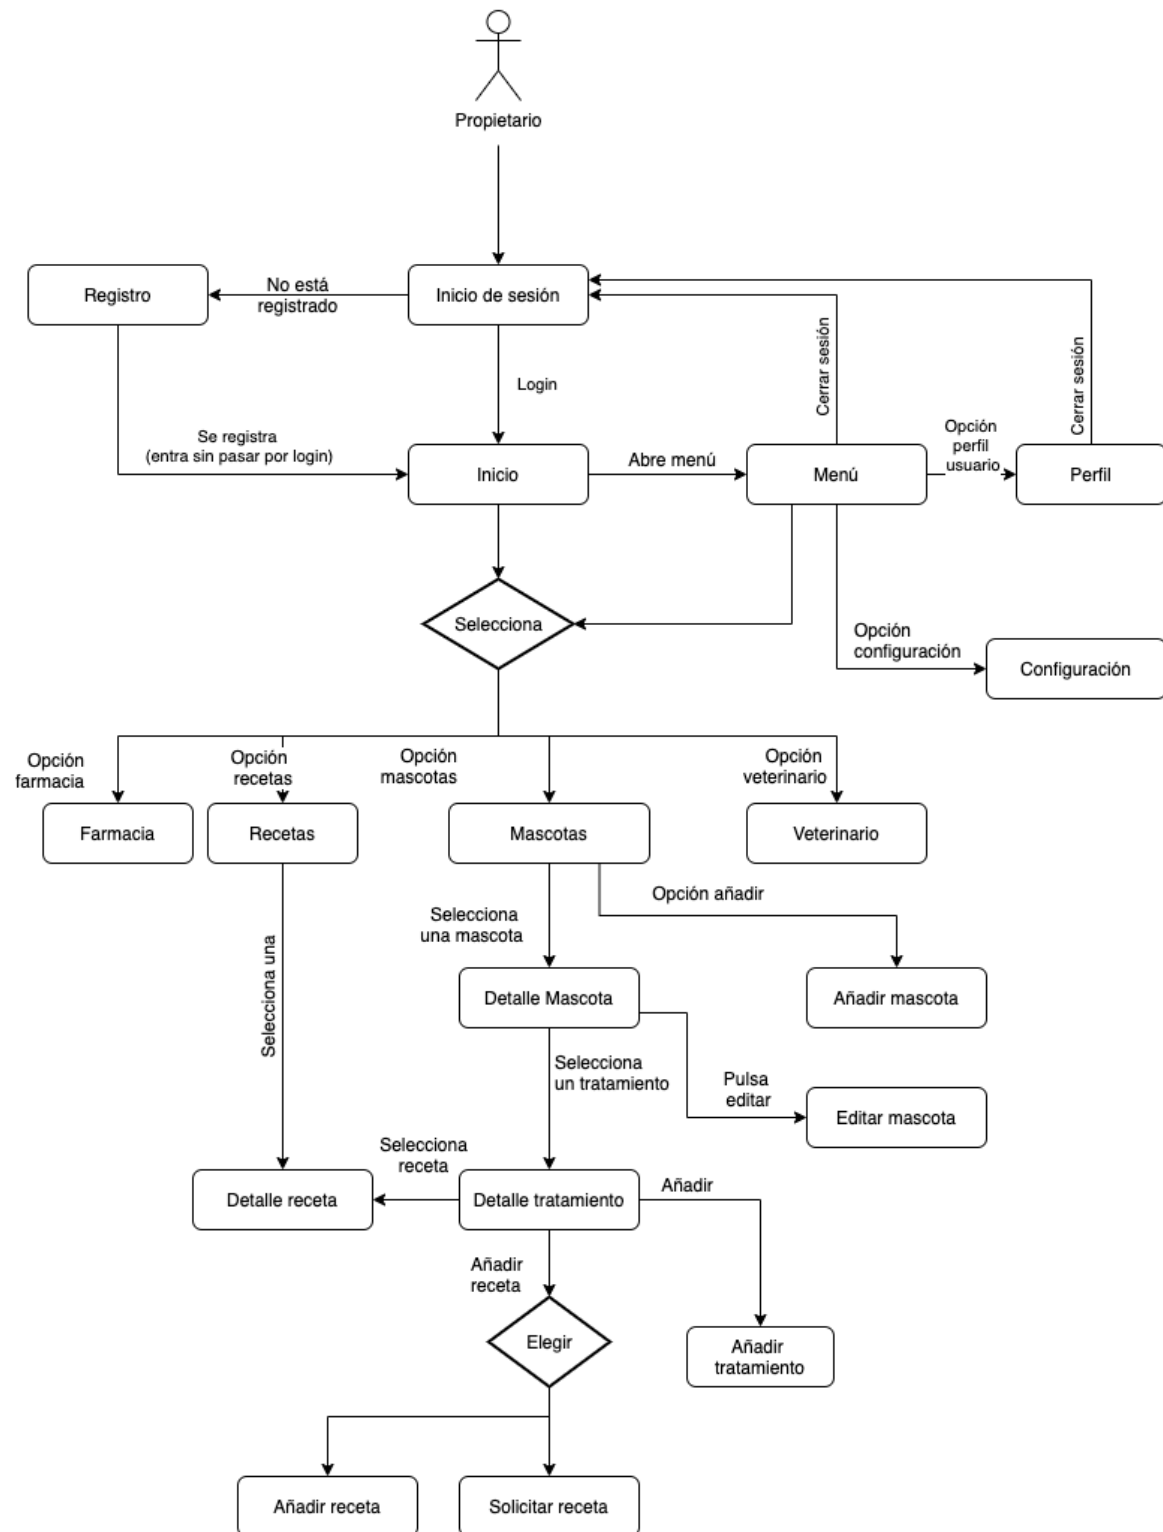 Propietario
Registro
No está
registrado
Inicio de sesión
Login
Cerrar sesión
Cerrar sesión
Se registra
(entra sin pasar por login)
Inicio
Abre menú
Menú
Opción
perfil
usuario
Perfil
Selecciona
Opción
configuración
Configuración
Opción
farmacia
Opción
recetas
Opción
mascotas
Opción
veterinario
Farmacia
Recetas
Mascotas
Veterinario
Selecciona una
Selecciona
una mascota
Opción añadir
Detalle Mascota
Añadir mascota
Selecciona
un tratamiento
Pulsa
editar
Editar mascota
Selecciona
receta
Detalle receta
Detalle tratamiento
Añadir
Añadir
receta
Elegir
Añadir
tratamiento
Añadir receta
Solicitar receta